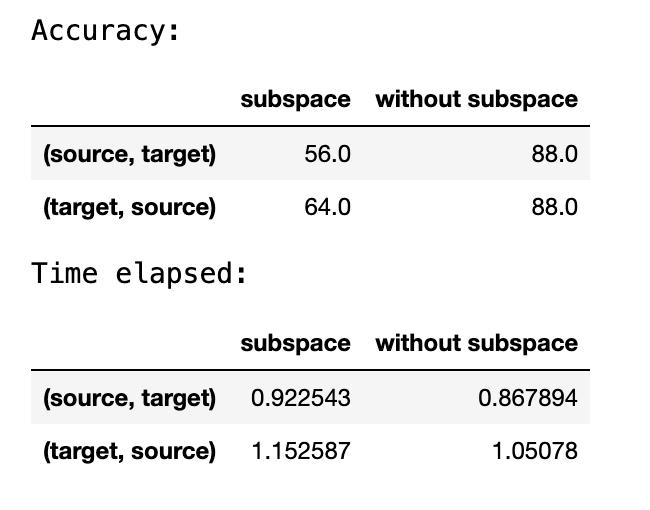 Accuracy:
subspace without subspace
(source, target) 56.0 88.0
(target, source) 64.0 88.0
Time elapsed:
subspace without subspace
(source, target) 0.922543 0.867894
(target, source) 1.152587 1.05078